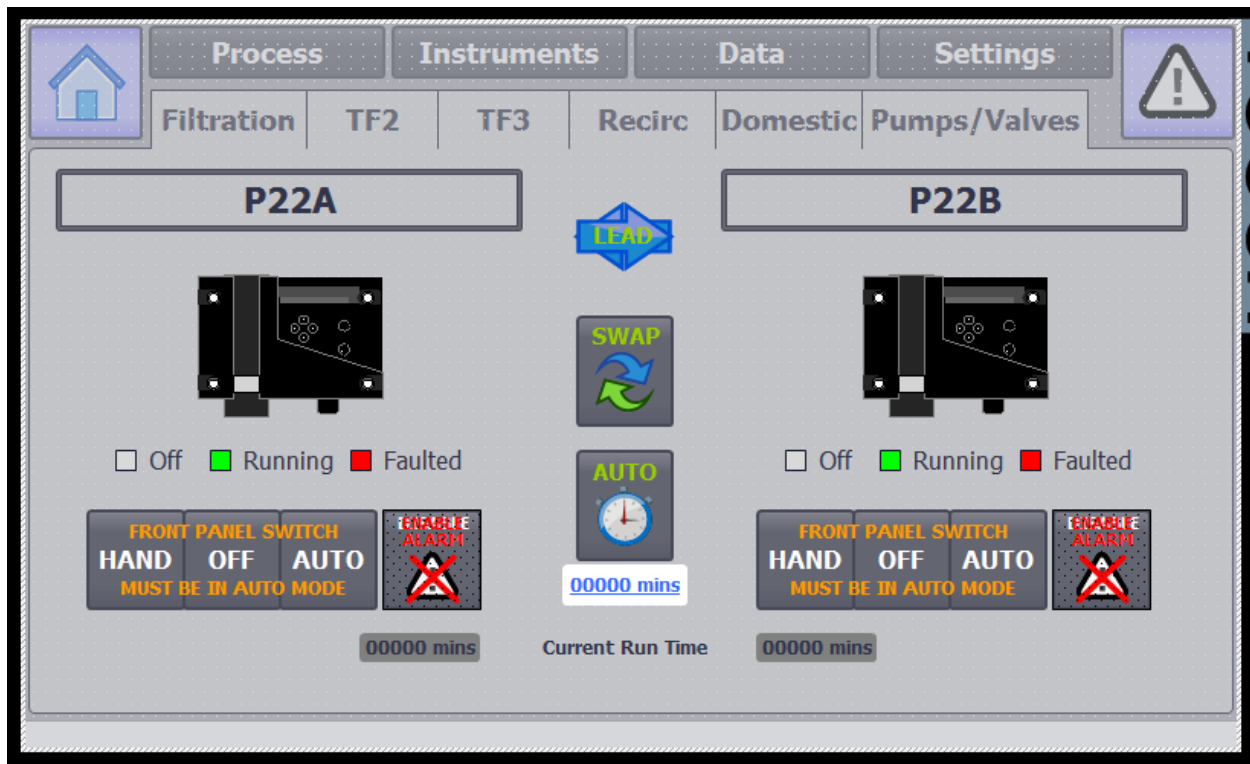 Process Instruments Data Settings
Filtration TF2 TF3 Recirc Domestic Pumps/Valves
P22A
P22B
LEAD
SWAP
Off Running Faulted
AUTO
Off Running Faulted
FRONT PANEL SWITCH
HAND OFF AUTO
MUST BE IN AUTO MODE
ENABLE
ALARM
00000 mins
FRONT PANEL SWITCH
HAND OFF AUTO
MUST BE IN AUTO MODE
ENABLE
ALARM
00000 mins
Current Run Time
00000 mins